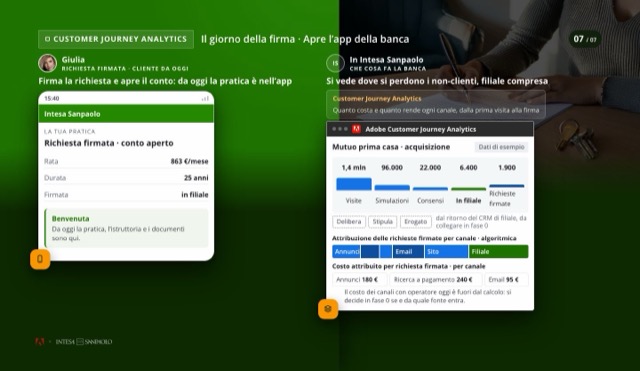 CUSTOMER JOURNEY ANALYTICS
Il giorno della firma · Apre l'app della banca
07 / 07
Giulia
RICHIESTA FIRMATA · CLIENTE DA OGGI
Firma la richiesta e apre il conto: da oggi la pratica è nell'app
15:40
Intesa Sanpaolo
LA TUA PRATICA
Richiesta firmata · conto aperto
Rata 863 €/mese
Durata 25 anni
Firmata in filiale
Benvenuta
Da oggi la pratica, l'istruttoria e i documenti
sono qui.
IS
In Intesa Sanpaolo
CHE COSA FA LA BANCA
Si vede dove si perdono i non-clienti, filiale compresa
Customer Journey Analytics
Quanto costa e quanto rende ogni canale, dalla prima visita alla firma
Adobe Customer Journey Analytics
Mutuo prima casa · acquisizione
Dati di esempio
1,4 mln 96.000 22.000 6.400 1.900
Visite Simulazioni Consensi In filiale Richieste
firmate
Delibera Stipula Erogato dal ritorno del CRM di filiale, da
collegare in fase 0
Attribuzione delle richieste firmate per canale · algoritmica
Annunci Email Sito Filiale
Costo attribuito per richiesta firmata · per canale
Annunci 180 € Ricerca a pagamento 240 € Email 95 €
Il costo dei canali con operatore oggi è fuori dal calcolo: si
decide in fase 0 se e da quale fonte entra.
INTESA SANPAOLO